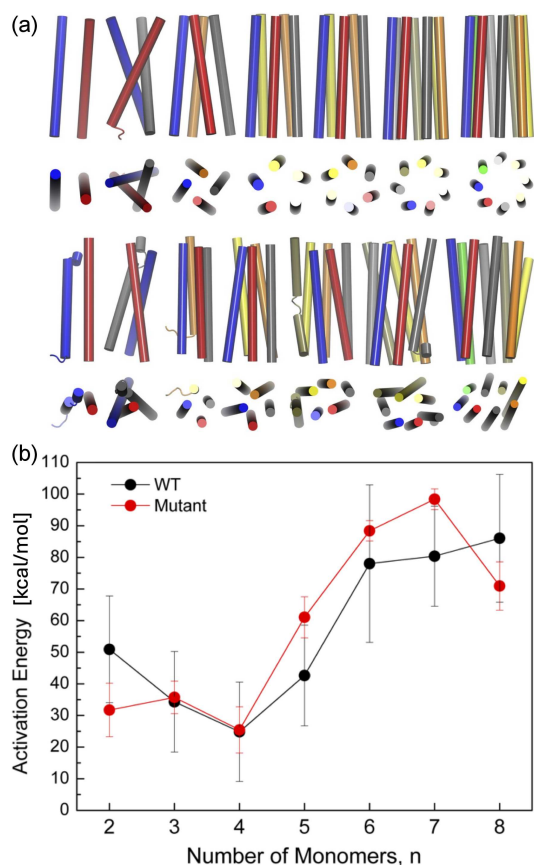 (a)
(b)
110
100
90
80
70
60
50
40
30
20
10
0
Activation Energy [kcal/mol]
WT
Mutant
2 3 4 5 6 7 8
Number of Monomers, n